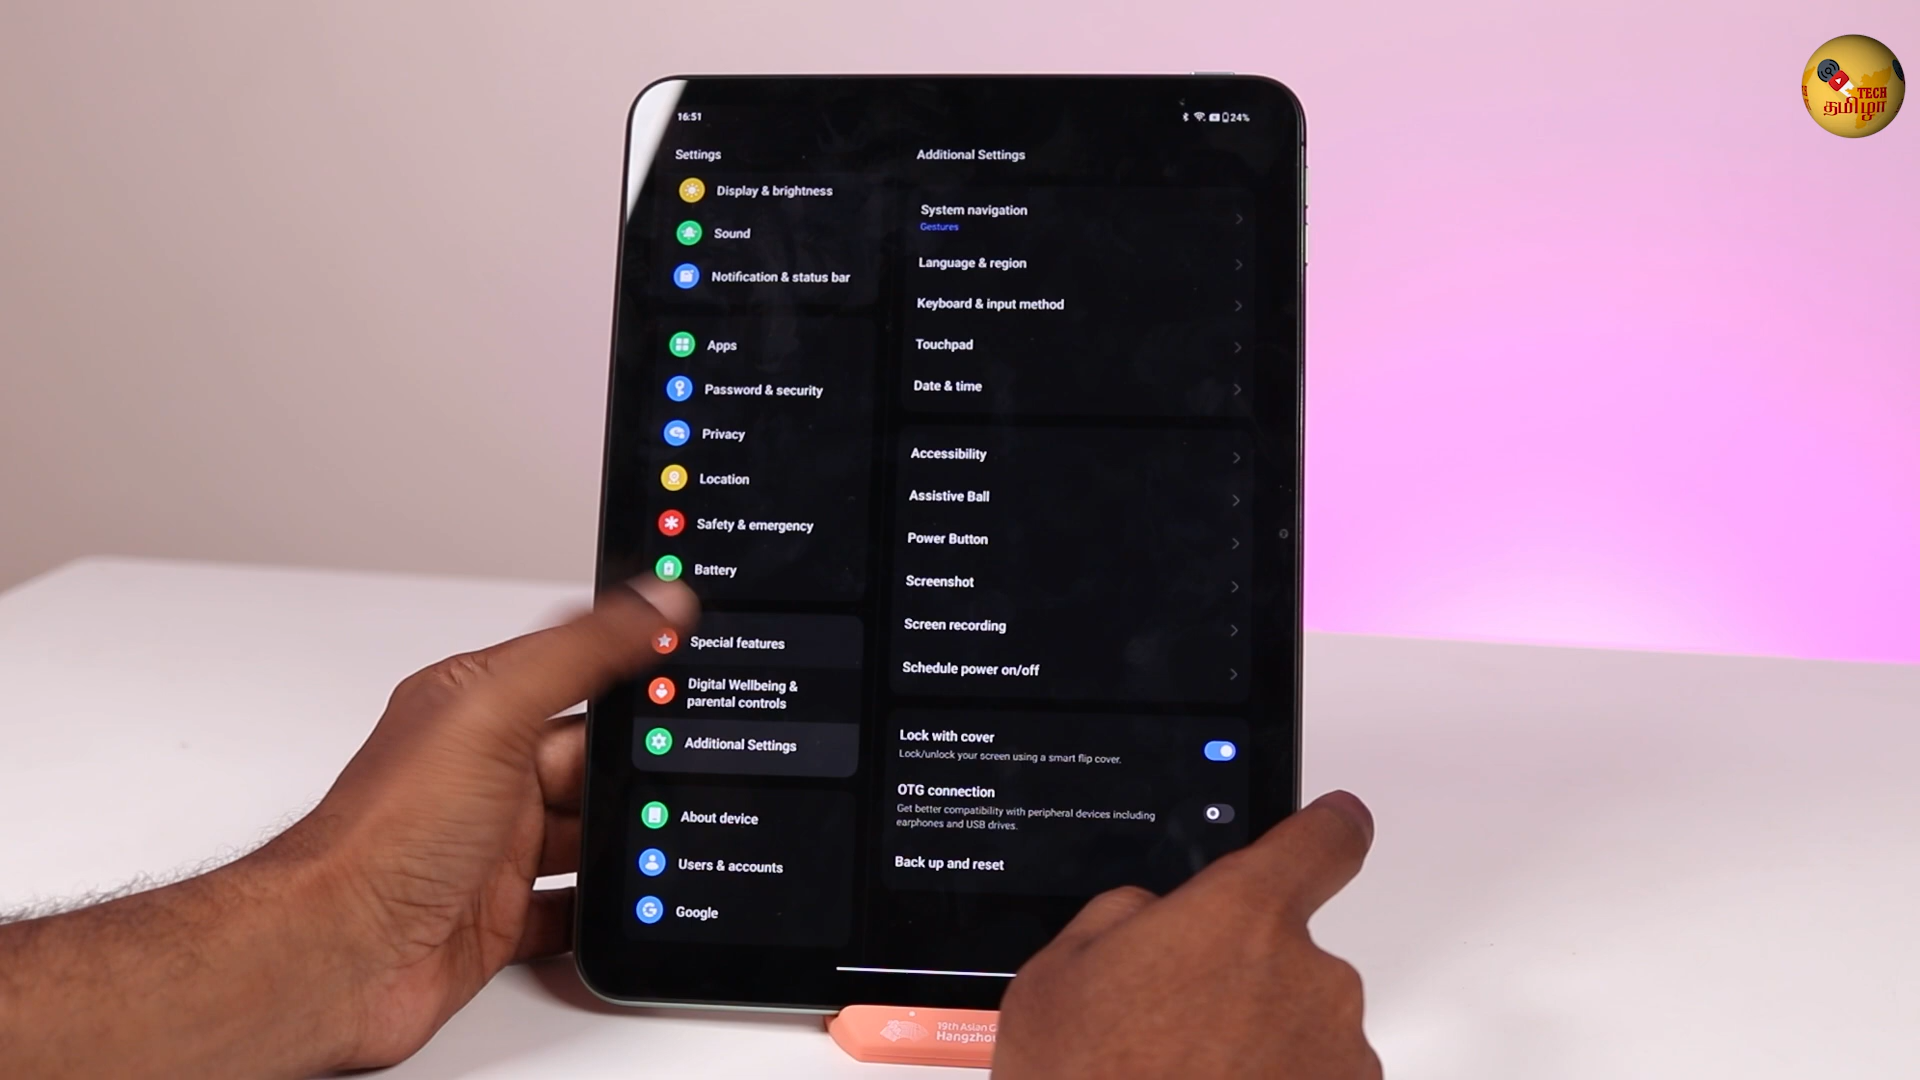 TECH
தமிழா
16:51
24%
Settings
Additional Settings
Display & brightness
Sound
Notification & status bar
Apps
Password & security
Privacy
Location
Safety & emergency
Battery
Special features
Digital Wellbeing &
parental controls
Additional Settings
About device
Users & accounts
Google
System navigation
Gestures
Language & region
Keyboard & input method
Touchpad
Date & time
Accessibility
Assistive Ball
Power Button
Screenshot
Screen recording
Schedule power on/off
Lock with cover
Lock/unlock your screen using a smart flip cover.
OTG connection
Get better compatibility with peripheral devices including
earphones and USB drives.
Back up and reset
19th Asian